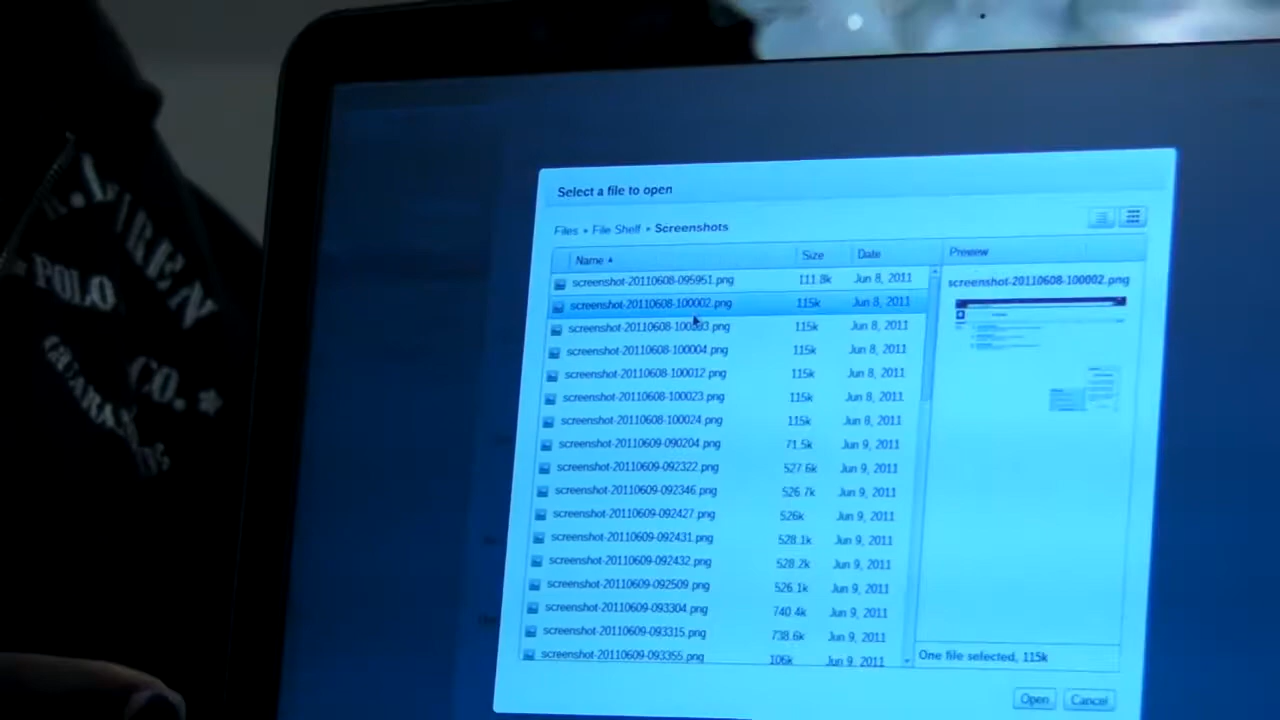 POLO
CO.
Select a file to open
Files ▸ File Shelf ▸ Screenshots
Name Size Date Preview
screenshot-20110608-095951.png 111.8k Jun 8, 2011
screenshot-20110608-100002.png 115k Jun 8, 2011
screenshot-20110608-100003.png 115k Jun 8, 2011
screenshot-20110608-100004.png 115k Jun 8, 2011
screenshot-20110608-100012.png 115k Jun 8, 2011
screenshot-20110608-100023.png 115k Jun 8, 2011
screenshot-20110608-100024.png 115k Jun 8, 2011
screenshot-20110609-090204.png 71.5k Jun 9, 2011
screenshot-20110609-092322.png 527.6k Jun 9, 2011
screenshot-20110609-092346.png 526.7k Jun 9, 2011
screenshot-20110609-092427.png 526k Jun 9, 2011
screenshot-20110609-092431.png 528.1k Jun 9, 2011
screenshot-20110609-092432.png 528.2k Jun 9, 2011
screenshot-20110609-092509.png 526.1k Jun 9, 2011
screenshot-20110609-093304.png 740.4k Jun 9, 2011
screenshot-20110609-093315.png 738.6k Jun 9, 2011
screenshot-20110609-093355.png 106k Jun 9, 2011
screenshot-20110608-100002.png
One file selected, 115k
Open Cancel